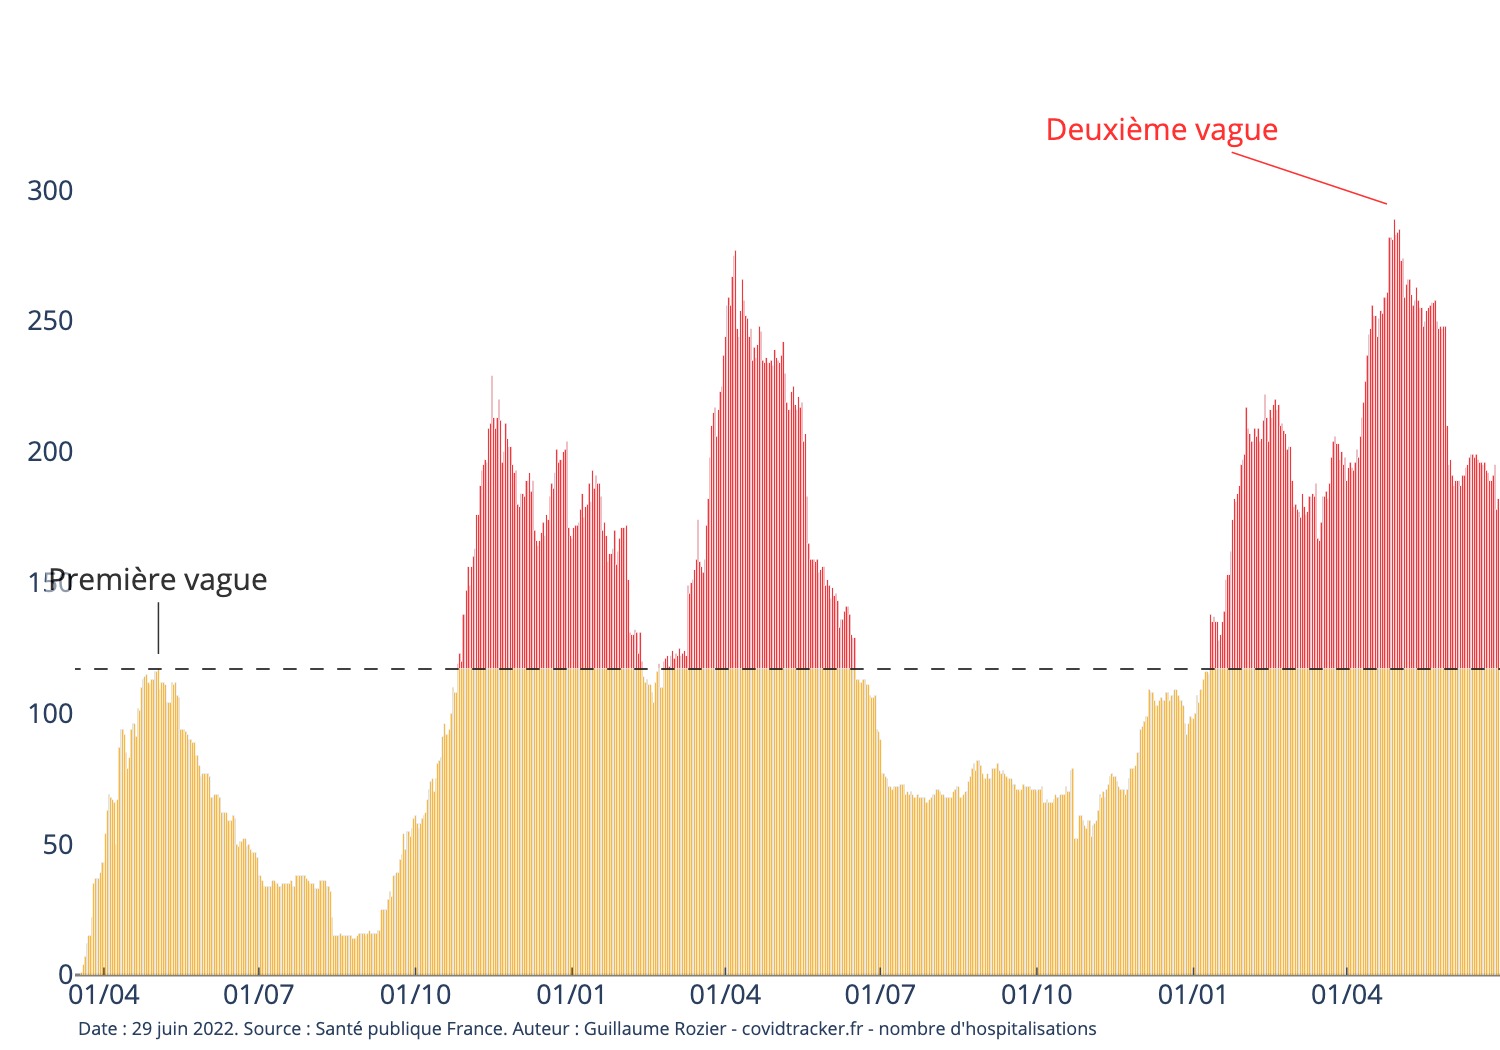 Deuxième vague
300
250
200
150
Première vague
100
50
0
01/04 01/07 01/10 01/01 01/04 01/07 01/10 01/01 01/04
Date : 29 juin 2022. Source : Santé publique France. Auteur : Guillaume Rozier - covidtracker.fr - nombre d'hospitalisations